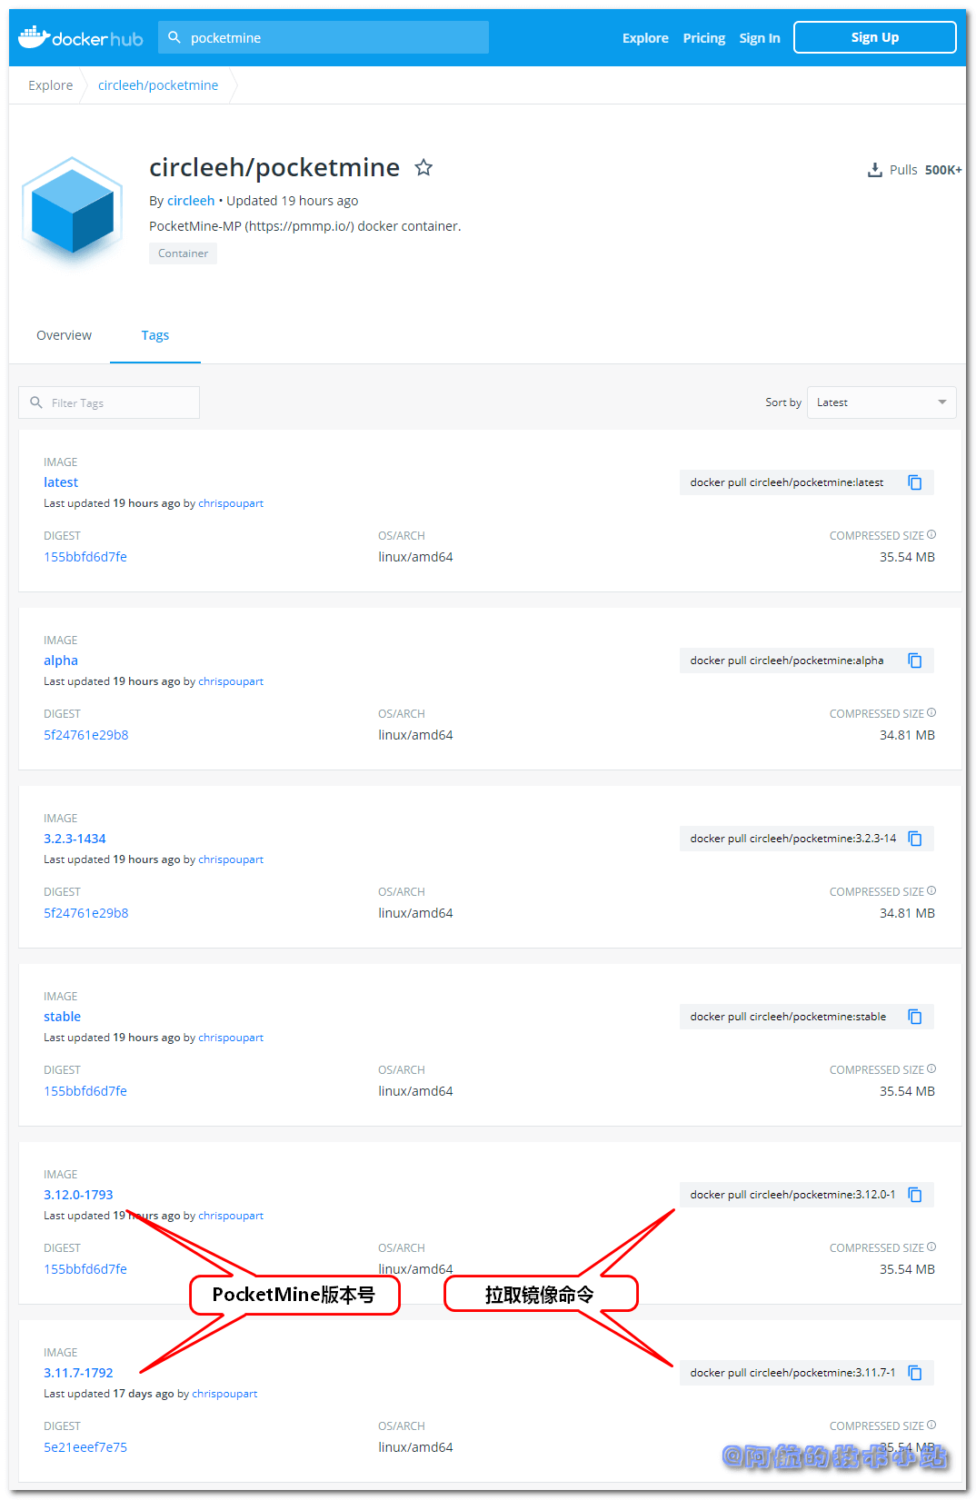 dockerhub pocketmine Explore Pricing Sign In Sign Up
Explore circleeh/pocketmine
circleeh/pocketmine
Pulls 500K+
By circleeh • Updated 19 hours ago
PocketMine-MP (https://pmmp.io/) docker container.
Container
Overview Tags
Filter Tags Sort by Latest
IMAGE
latest docker pull circleeh/pocketmine:latest
Last updated 19 hours ago by chrispoupart
DIGEST OS/ARCH COMPRESSED SIZE
155bbfd6d7fe linux/amd64 35.54 MB
IMAGE
alpha docker pull circleeh/pocketmine:alpha
Last updated 19 hours ago by chrispoupart
DIGEST OS/ARCH COMPRESSED SIZE
5f24761e29b8 linux/amd64 34.81 MB
IMAGE
3.2.3-1434 docker pull circleeh/pocketmine:3.2.3-14
Last updated 19 hours ago by chrispoupart
DIGEST OS/ARCH COMPRESSED SIZE
5f24761e29b8 linux/amd64 34.81 MB
IMAGE
stable docker pull circleeh/pocketmine:stable
Last updated 19 hours ago by chrispoupart
DIGEST OS/ARCH COMPRESSED SIZE
155bbfd6d7fe linux/amd64 35.54 MB
IMAGE
3.12.0-1793 docker pull circleeh/pocketmine:3.12.0-1
Last updated 19 hours ago by chrispoupart
DIGEST OS/ARCH COMPRESSED SIZE
155bbfd6d7fe linux/amd64 35.54 MB
PocketMine版本号 拉取镜像命令
IMAGE
3.11.7-1792 docker pull circleeh/pocketmine:3.11.7-1
Last updated 17 days ago by chrispoupart
DIGEST OS/ARCH COMPRESSED SIZE
5e21eeef7e75 linux/amd64 35.54 MB